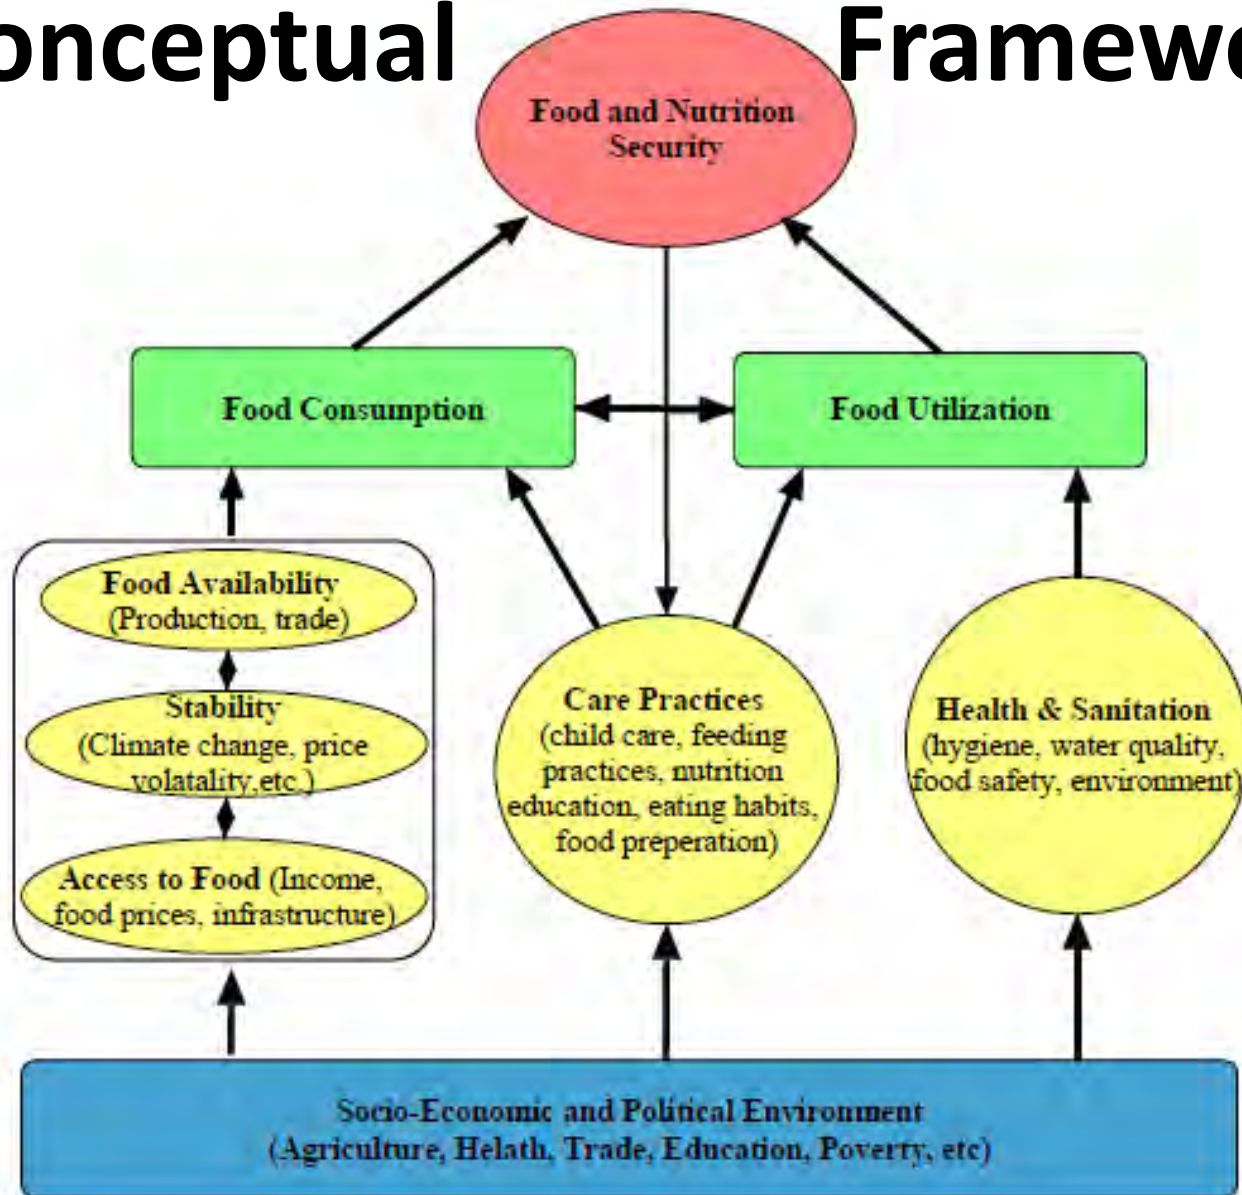 onceptual Framewo
Food and Nutrition
Security
Food Consumption
Food Utilization
Food Availability
(Production, trade)
Stability
(Climate change, price
volatality,etc.)
Access to Food (Income,
food prices, infrastructure)
Care Practices
(child care, feeding
practices, nutrition
education, eating habits,
food preperation)
Health & Sanitation
(hygiene, water quality,
food safety, environment)
Socio-Economic and Political Environment
(Agriculture, Helath, Trade, Education, Poverty, etc)